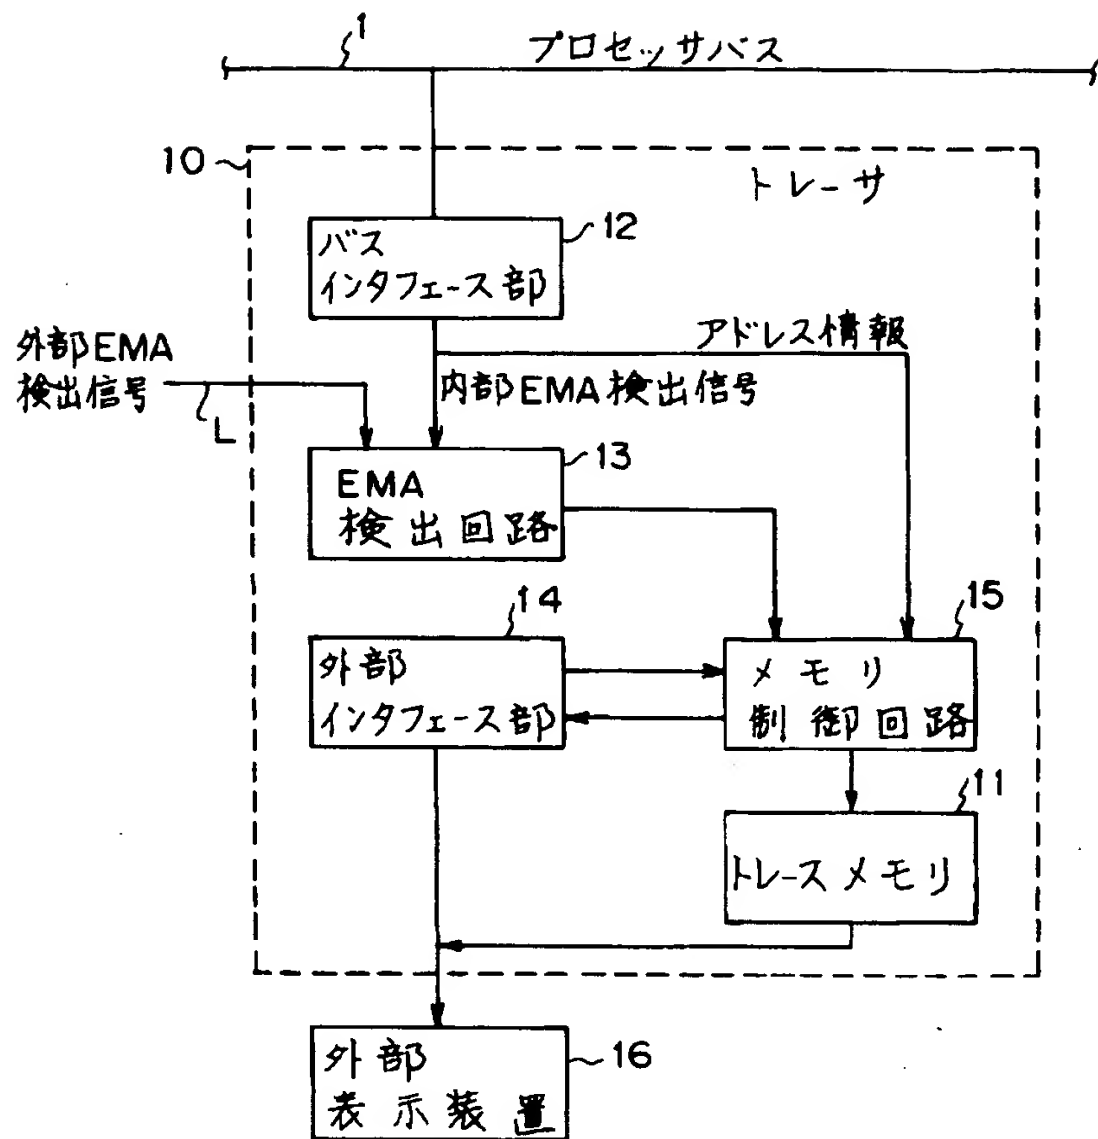 1
プロセッサバス
10
トレーサ
バス
インタフェース部
12
アドレス情報
外部EMA
検出信号
L
内部EMA検出信号
EMA
検出回路
13
14
外部
インタフェース部
15
メモリ
制御回路
11
トレースメモリ
外部
表示装置
16